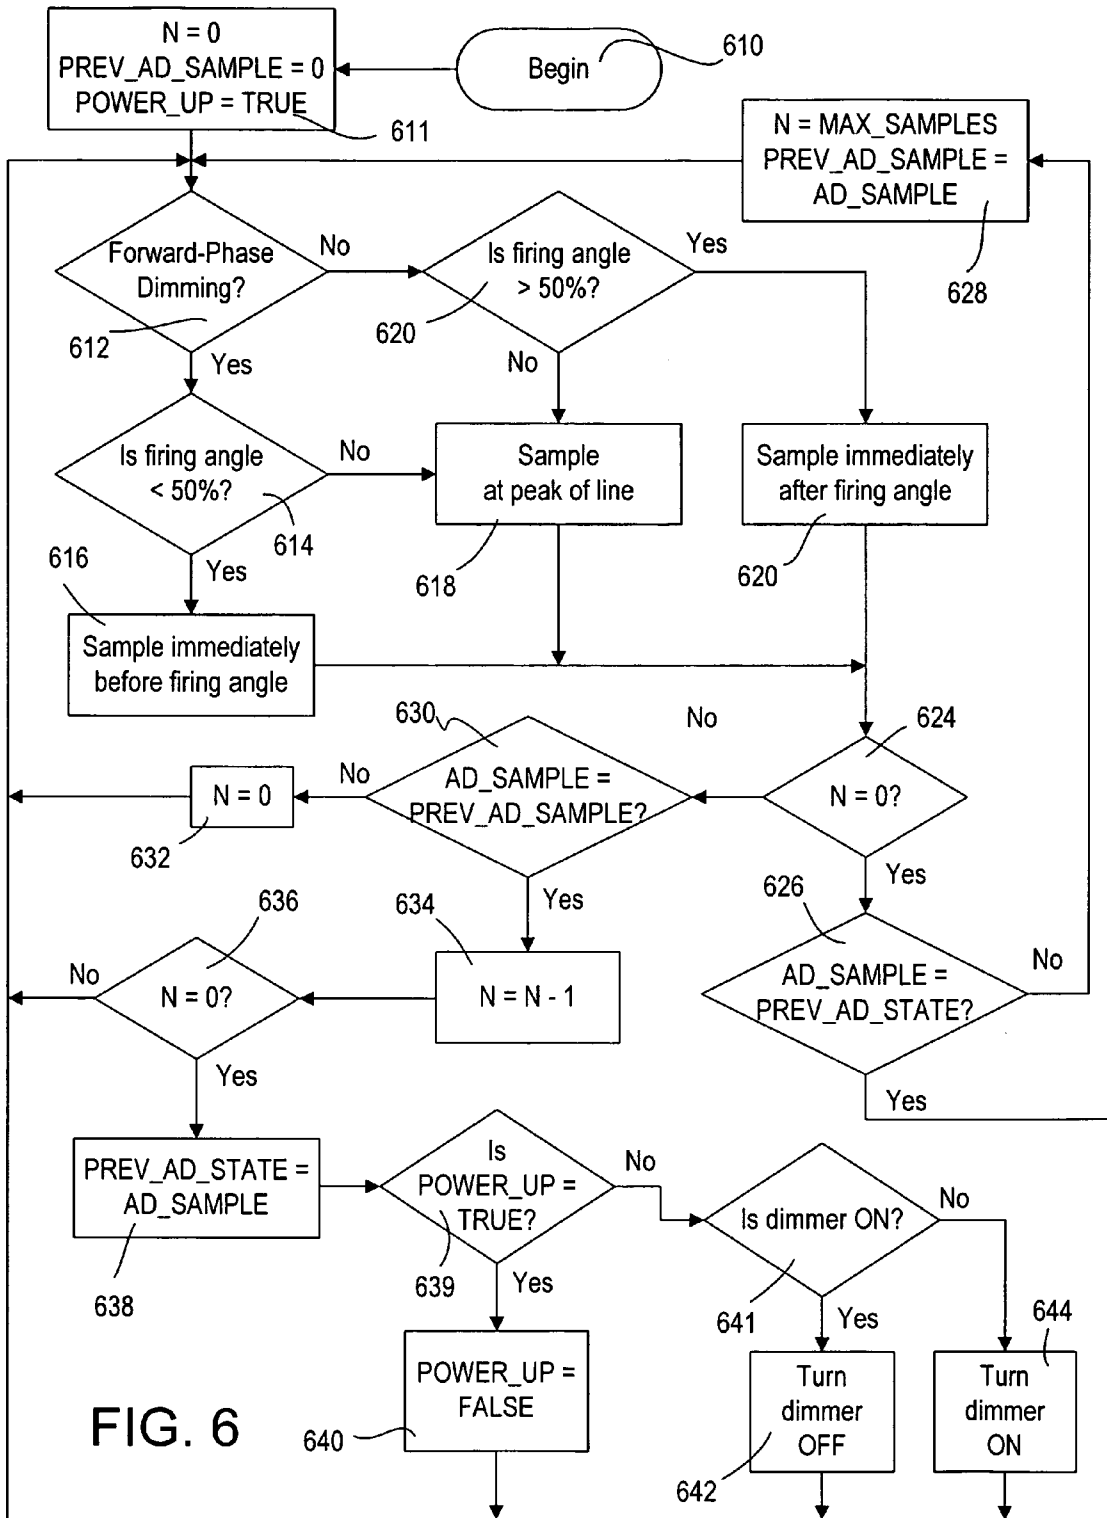 N = 0
PREV_AD_SAMPLE = 0
POWER_UP = TRUE
611
Begin
610
N = MAX_SAMPLES
PREV_AD_SAMPLE =
AD_SAMPLE
628
Forward-Phase
Dimming?
612
No
Yes
Is firing angle
> 50%?
620
Yes
No
Is firing angle
< 50%?
614
No
Yes
Sample
at peak of line
618
Sample immediately
after firing angle
620
616
Sample immediately
before firing angle
624
N = 0?
No
Yes
630
AD_SAMPLE =
PREV_AD_SAMPLE?
No
Yes
N = 0
632
626
AD_SAMPLE =
PREV_AD_STATE?
No
Yes
634
N = N - 1
636
N = 0?
No
Yes
PREV_AD_STATE =
AD_SAMPLE
638
Is
POWER_UP =
TRUE?
639
No
Yes
Is dimmer ON?
641
No
Yes
POWER_UP =
FALSE
640
Turn
dimmer
OFF
642
644
Turn
dimmer
ON
FIG. 6